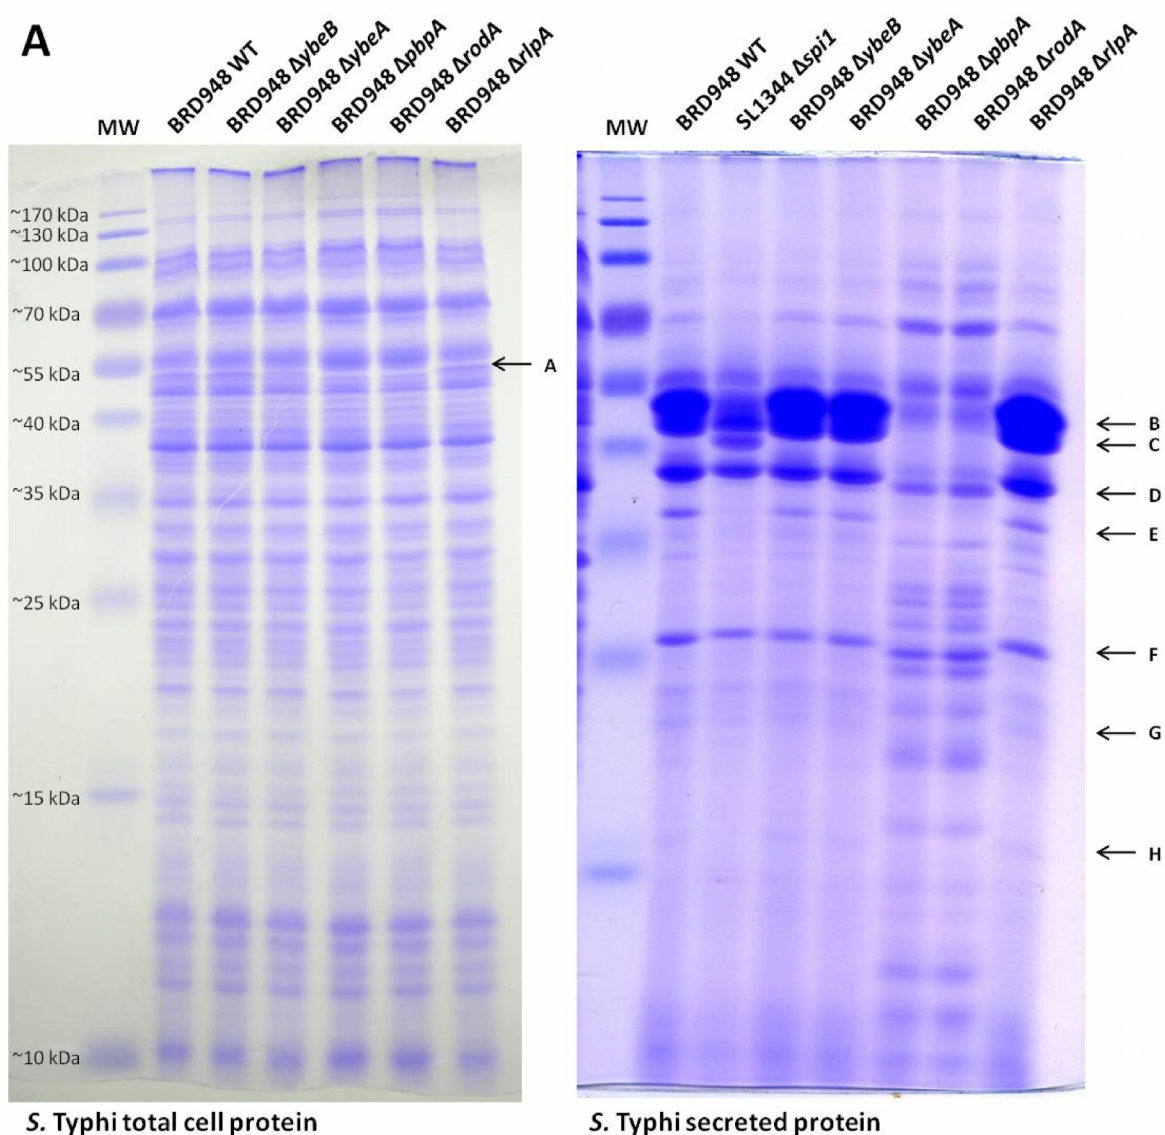 A
MW
BRD948 WT
BRD948 ΔybeB
BRD948 ΔybeA
BRD948 ΔpbpA
BRD948 ΔrodA
BRD948 ΔrlpA
MW
BRD948 WT
SL1344 Δspi1
BRD948 ΔybeB
BRD948 ΔybeA
BRD948 ΔpbpA
BRD948 ΔrodA
BRD948 ΔrlpA
~170 kDa
~130 kDa
~100 kDa
~70 kDa
~55 kDa
~40 kDa
~35 kDa
~25 kDa
~15 kDa
~10 kDa
A
B
C
D
E
F
G
H
S. Typhi total cell protein
S. Typhi secreted protein